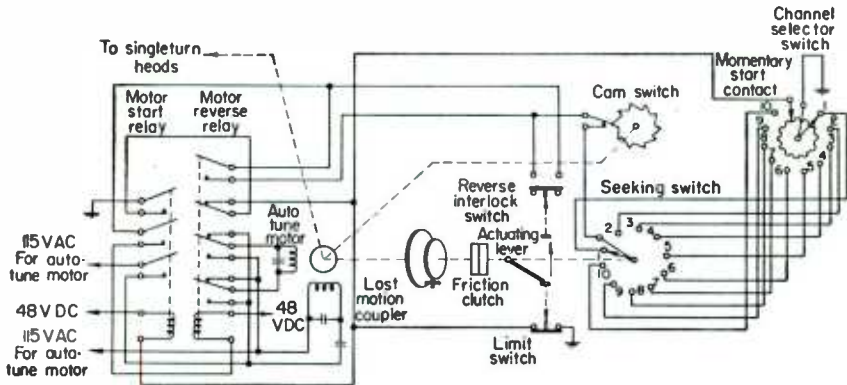 To singleturn
heads
Channel
selector
switch
Momentary
start
contact
Motor
start
relay
Motor
reverse
relay
Cam switch
Reverse
interlock
switch
Seeking switch
Auto
tune
motor
Actuating
lever
115 VAC
For auto-
tune motor
48 V DC
115 VAC
For auto-
tune motor
48
VDC
Lost
motion
coupler
Friction
clutch
Limit
switch
1
2
3
4
5
6
7
8
9
4
5
6